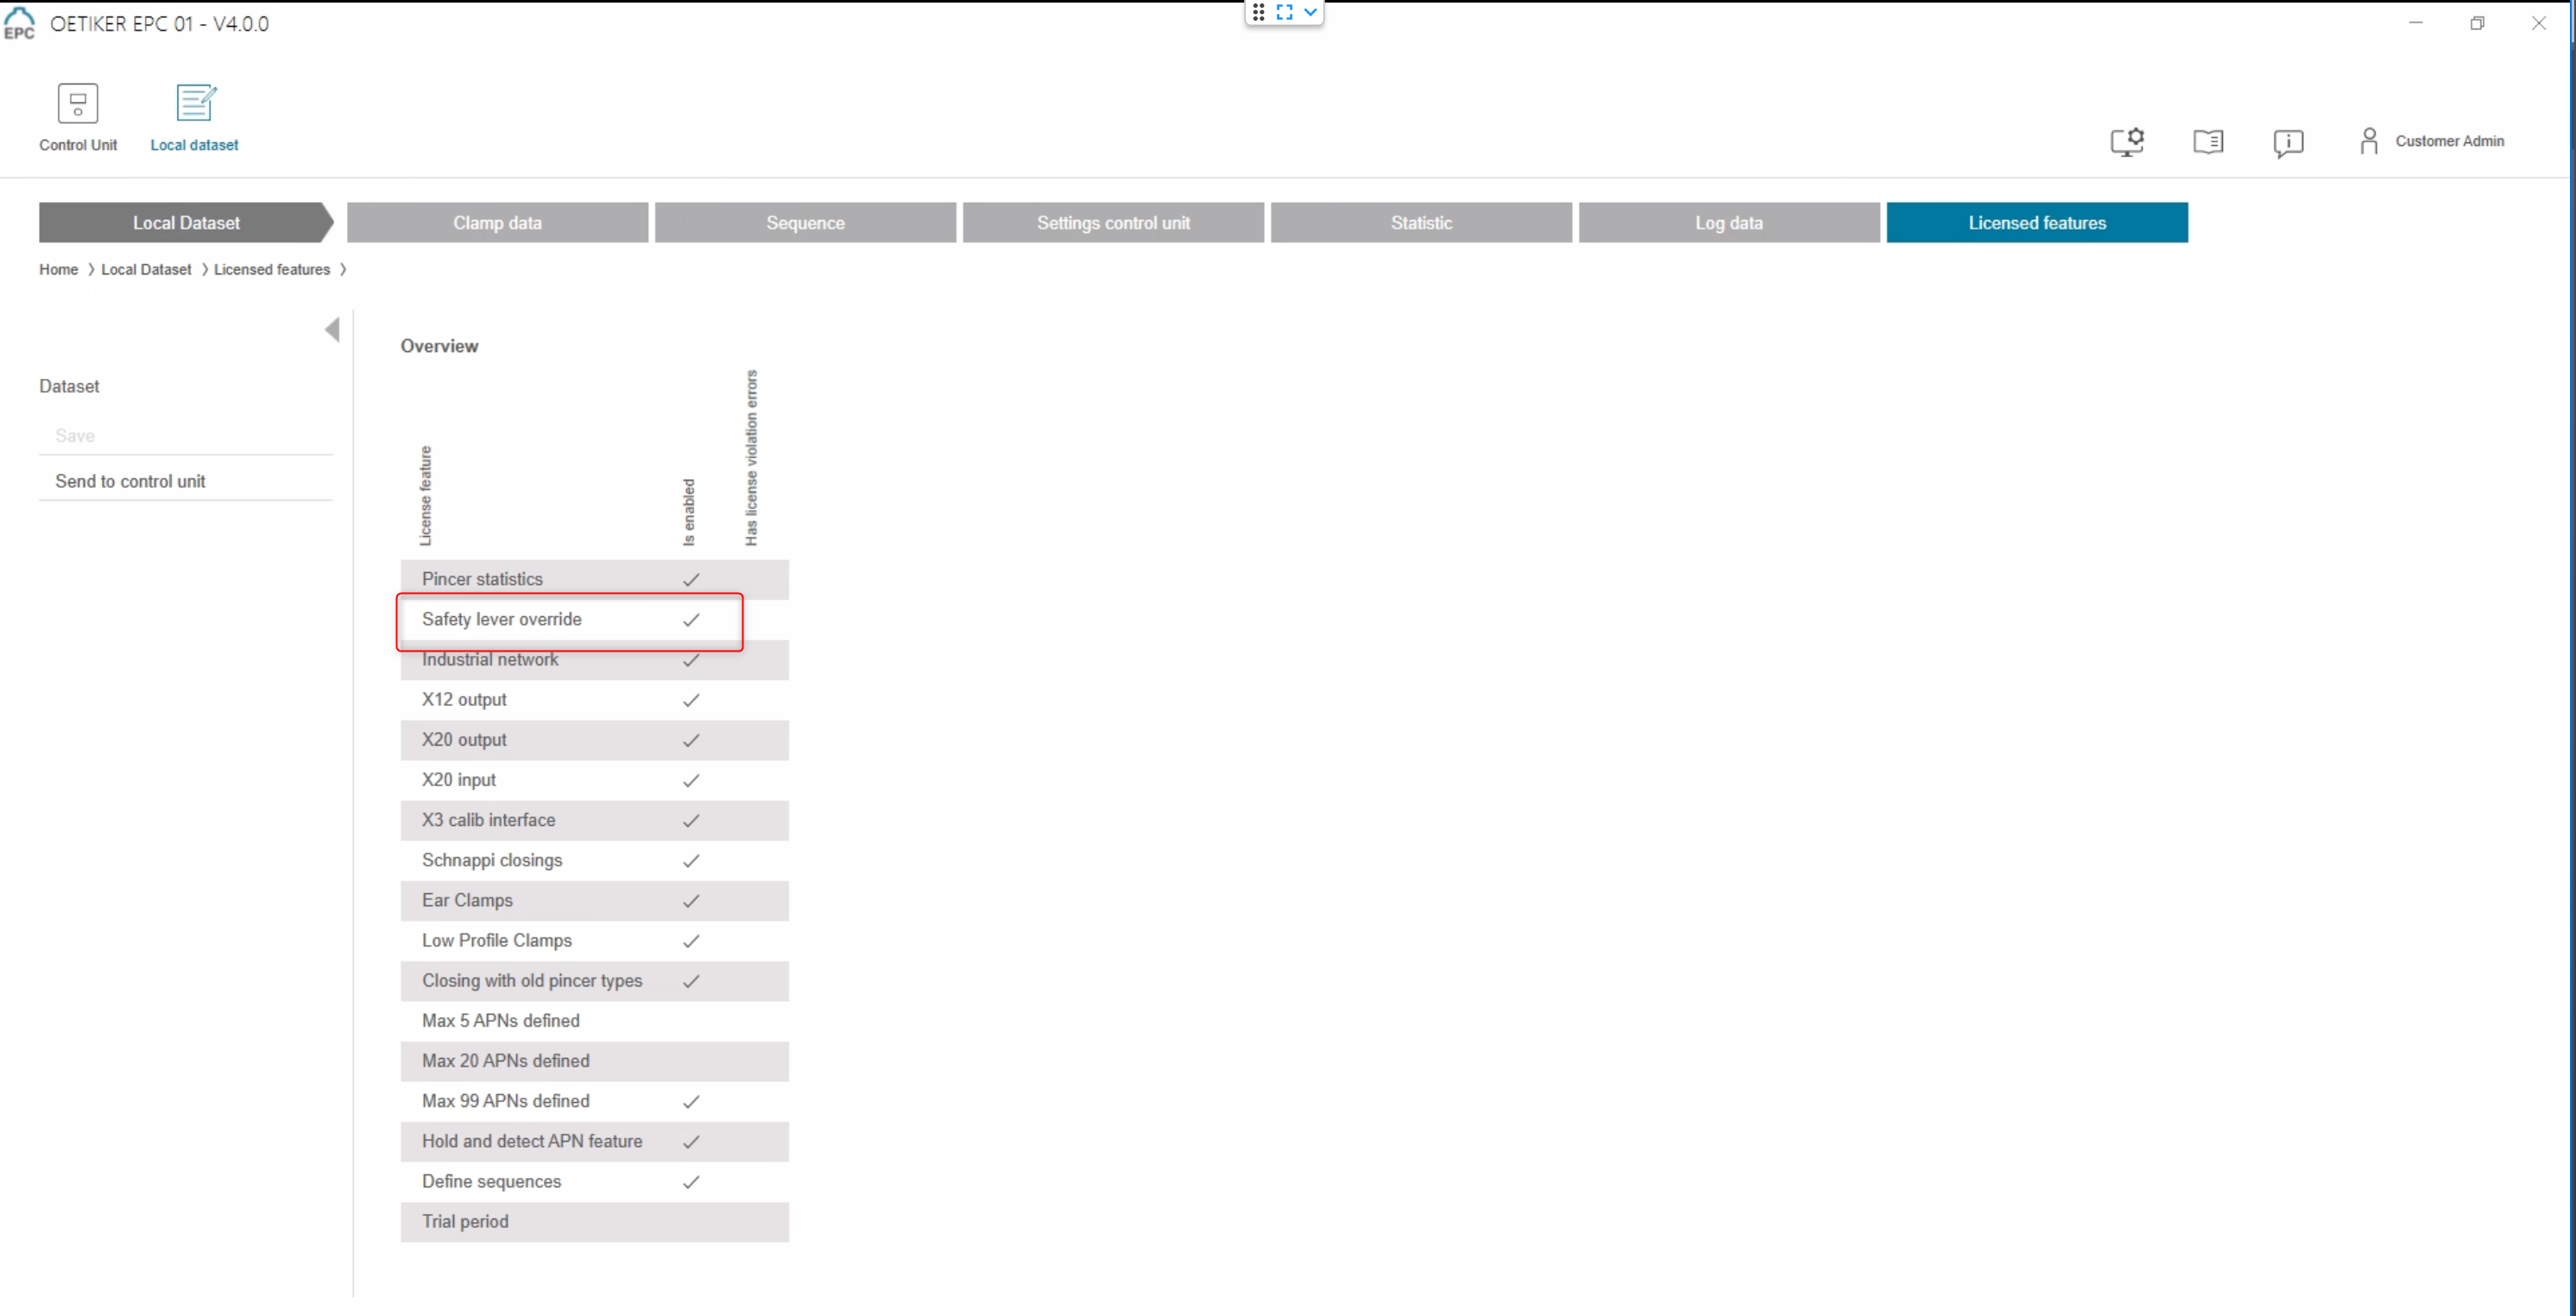 EPC OETIKER EPC 01 - V4.0.0
Control Unit
Local dataset
Customer Admin
Local Dataset
Clamp data
Sequence
Settings control unit
Statistic
Log data
Licensed features
Home > Local Dataset > Licensed features >
Overview
Dataset
Save
Send to control unit
License feature
Is enabled
Has license violation errors
Pincer statistics ✓
Safety lever override ✓
Industrial network ✓
X12 output ✓
X20 output ✓
X20 input ✓
X3 calib interface ✓
Schnappi closings ✓
Ear Clamps ✓
Low Profile Clamps ✓
Closing with old pincer types ✓
Max 5 APNs defined
Max 20 APNs defined
Max 99 APNs defined ✓
Hold and detect APN feature ✓
Define sequences ✓
Trial period